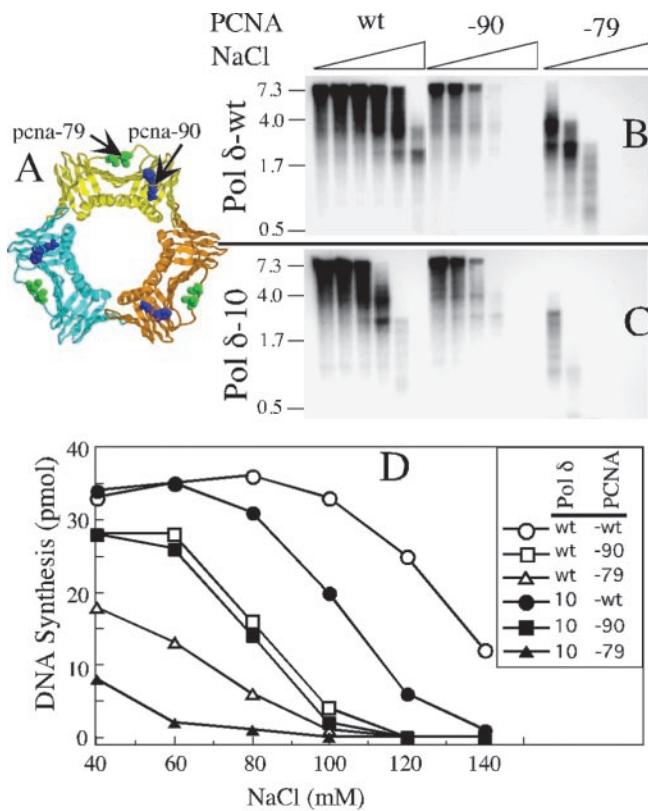 PCNA wt -90 -79
NaCl
pcna-79 pcna-90
A
Pol δ-wt
7.3
4.0
1.7
0.5
B
Pol δ-10
7.3
4.0
1.7
0.5
C
D
DNA Synthesis (pmol)
40
30
20
10
0
40 60 80 100 120 140
NaCl (mM)
Pol δ PCNA
wt -wt
wt -90
wt -79
10 -wt
10 -90
10 -79